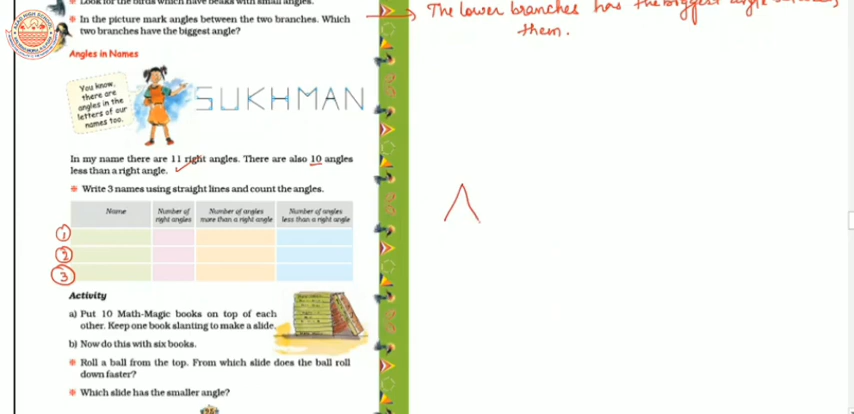 Look for the birds which have beaks with small angles.
In the picture mark angles between the two branches. Which
two branches have the biggest angle?
The lower branches has the biggest angle
them.
Angles in Names
You know,
there are
angles in the
letters of our
names too.
SUKHMAN
In my name there are 11 right angles. There are also 10 angles
less than a right angle.
Write 3 names using straight lines and count the angles.
Name
Number of
right angles
Number of angles
more than a right angle
Number of angles
less than a right angle
1
2
3
Activity
a) Put 10 Math-Magic books on top of each
other. Keep one book slanting to make a slide.
b) Now do this with six books.
Roll a ball from the top. From which slide does the ball roll
down faster?
Which slide has the smaller angle?